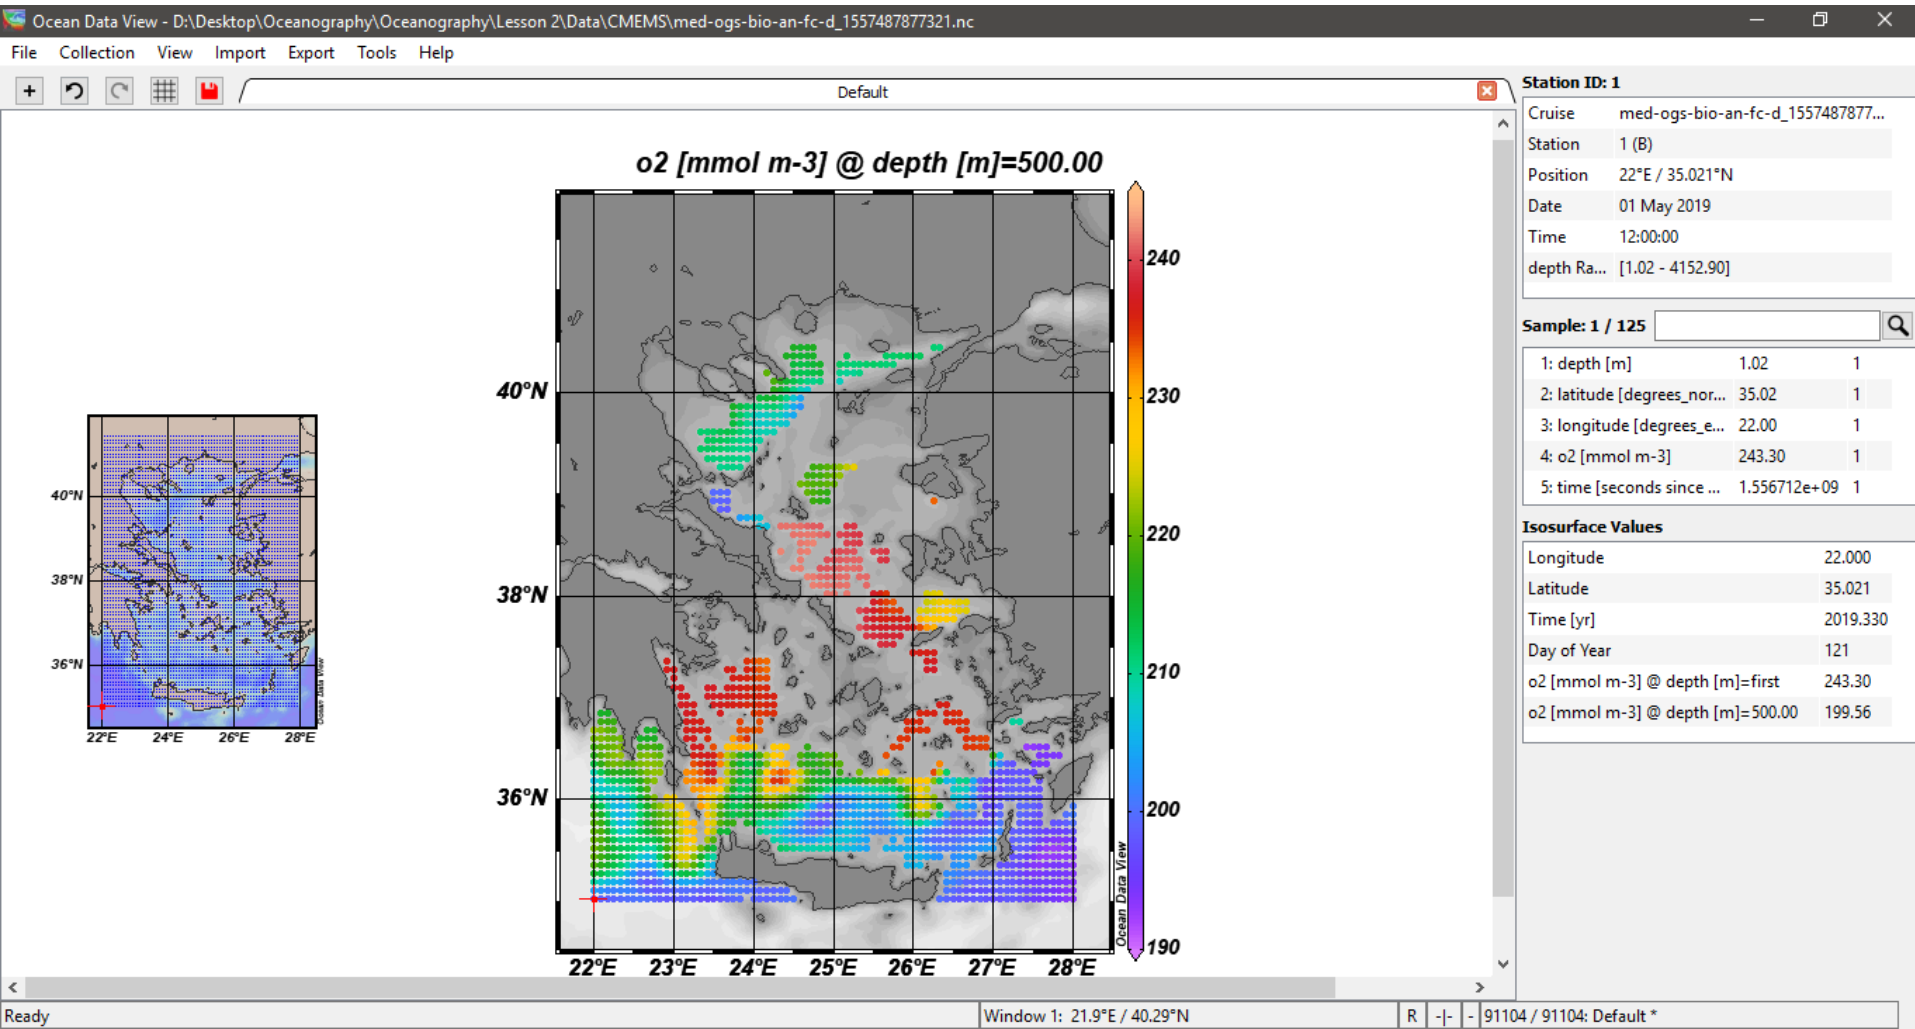 Ocean Data View - D:\Desktop\Oceanography\Oceanography\Lesson 2\Data\CMEMS\med-ogs-bio-an-fc-d_1557487877321.nc
File Collection View Import Export Tools Help
Default
o2 [mmol m-3] @ depth [m]=500.00
40°N
38°N
36°N
22°E 24°E 26°E 28°E
Ocean Data View
40°N
38°N
36°N
22°E 23°E 24°E 25°E 26°E 27°E 28°E
Ocean Data View
240
230
220
210
200
190
Station ID: 1
Cruise med-ogs-bio-an-fc-d_1557487877...
Station 1 (B)
Position 22°E / 35.021°N
Date 01 May 2019
Time 12:00:00
depth Ra... [1.02 - 4152.90]
Sample: 1 / 125
1: depth [m] 1.02 1
2: latitude [degrees_nor... 35.02 1
3: longitude [degrees_e... 22.00 1
4: o2 [mmol m-3] 243.30 1
5: time [seconds since ... 1.556712e+09 1
Isosurface Values
Longitude 22.000
Latitude 35.021
Time [yr] 2019.330
Day of Year 121
o2 [mmol m-3] @ depth [m]=first 243.30
o2 [mmol m-3] @ depth [m]=500.00 199.56
Ready
Window 1: 21.9°E / 40.29°N
R -|- - 91104 / 91104: Default *